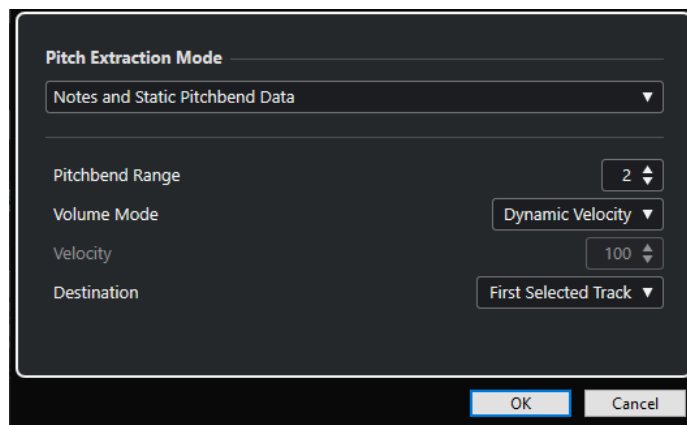 Pitch Extraction Mode
Notes and Static Pitchbend Data
Pitchbend Range 2
Volume Mode Dynamic Velocity
Velocity 100
Destination First Selected Track
OK Cancel